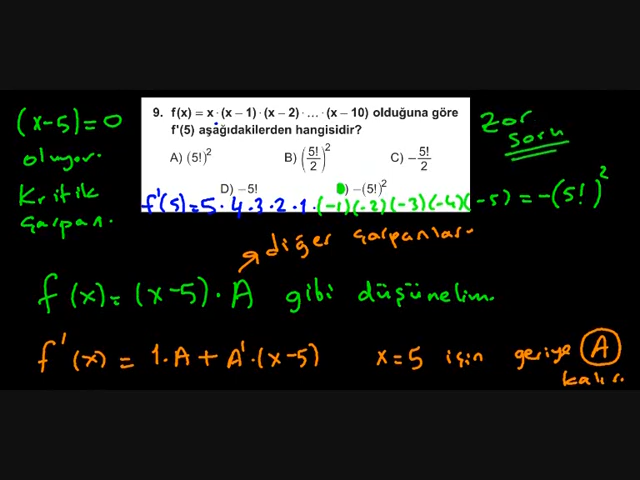 9. f(x) = x · (x – 1) · (x – 2) · ... · (x – 10) olduğuna göre
f'(5) aşağıdakilerden hangisidir?
A) (5!)² B) (5!/2)² C) –5!/2
D) –5! ) –(5!)²
(x-5)=0
oluyor.
Kritik
Çarpan.
Zor
Soru
f'(5)=5·4·3·2·1·(-1)(-2)(-3)(-4)(-5)=-(5!)²
diğer çarpanlar.
f(x)=(x-5)·A gibi düşünelim.
f'(x) = 1.A+A'·(x-5) x=5 için geriye A
kalır.